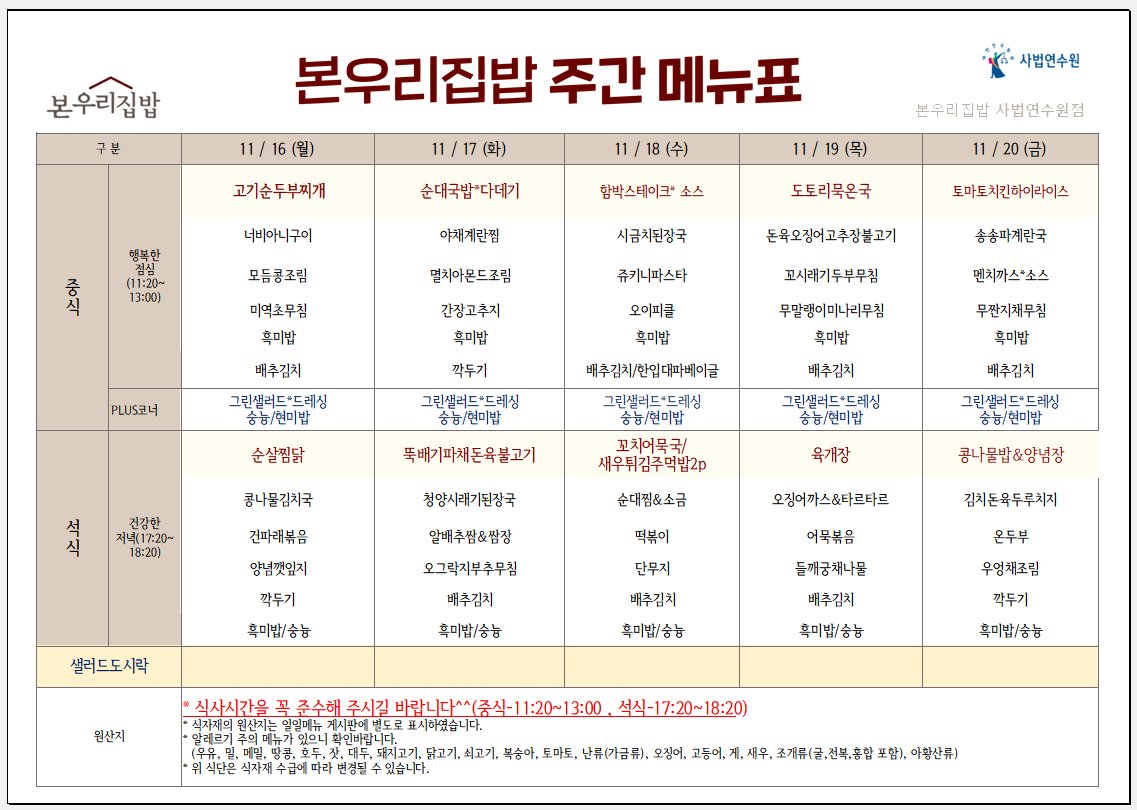 본우리집밥
본우리집밥 주간 메뉴표
사법연수원
본우리집밥 사법연수원점
구 분
11 / 16 (월)
11 / 17 (화)
11 / 18 (수)
11 / 19 (목)
11 / 20 (금)
중식
행복한
점심
(11:20~
13:00)
고기순두부찌개
순대국밥*다데기
함박스테이크* 소스
도토리묵온국
토마토치킨하이라이스
너비아니구이
야채계란찜
시금치된장국
돈육오징어고추장불고기
송송파계란국
모듬콩조림
멸치아몬드조림
쥬키니파스타
꼬시래기두부무침
멘치까스*소스
미역초무침
간장고추지
오이피클
무말랭이미나리무침
무짠지채무침
흑미밥
흑미밥
흑미밥
흑미밥
흑미밥
배추김치
깍두기
배추김치/한입대파베이글
배추김치
배추김치
PLUS코너
그린샐러드*드레싱
숭늉/현미밥
그린샐러드*드레싱
숭늉/현미밥
그린샐러드*드레싱
숭늉/현미밥
그린샐러드*드레싱
숭늉/현미밥
그린샐러드*드레싱
숭늉/현미밥
석식
건강한
저녁(17:20~
18:20)
순살찜닭
뚝배기파채돈육불고기
꼬치어묵국/
새우튀김주먹밥2p
육개장
콩나물밥&양념장
콩나물김치국
청양시래기된장국
순대찜&소금
오징어까스&타르타르
김치돈육두루치기
건파래볶음
알배추쌈&쌈장
떡볶이
어묵볶음
온두부
양념깻잎지
오그락지부추무침
단무지
들깨궁채나물
우엉채조림
깍두기
배추김치
배추김치
배추김치
깍두기
흑미밥/숭늉
흑미밥/숭늉
흑미밥/숭늉
흑미밥/숭늉
흑미밥/숭늉
샐러드도시락
원산지
* 식사시간을 꼭 준수해 주시길 바랍니다^^(중식-11:20~13:00 , 석식-17:20~18:20)
* 식자재의 원산지는 일일메뉴 게시판에 별도로 표시하였습니다.
* 알레르기 주의 메뉴가 있으니 확인바랍니다.
(우유, 밀, 메밀, 땅콩, 호두, 잣, 대두, 돼지고기, 닭고기, 쇠고기, 복숭아, 토마토, 난류(가금류), 오징어, 고등어, 게, 새우, 조개류(굴,전복,홍합 포함), 아황산류)
* 위 식단은 식자재 수급에 따라 변경될 수 있습니다.